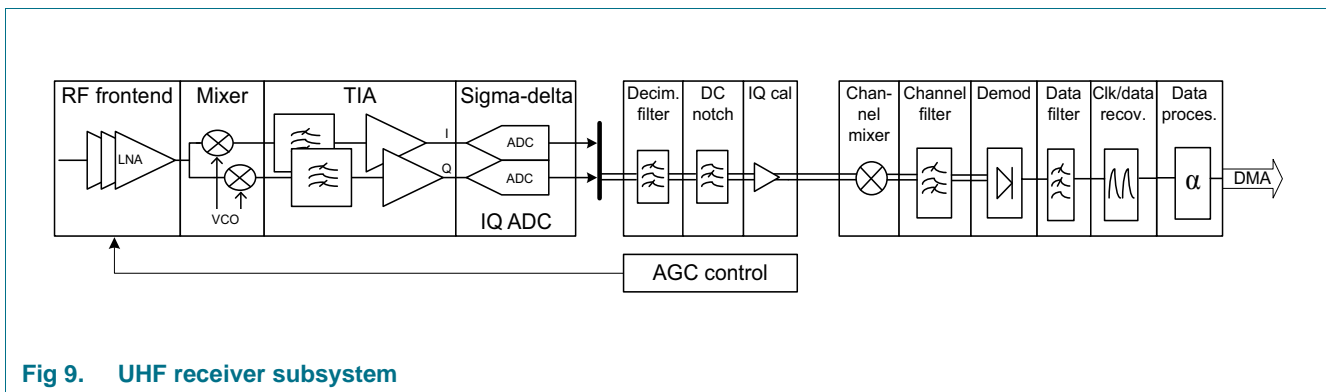 RF frontend
Mixer
TIA
Sigma-delta
Decim.
filter
DC
notch
IQ cal
Chan-
nel
mixer
Channel
filter
Demod
Data
filter
Clk/data
recov.
Data
proces.
LNA
VCO
I
Q
ADC
ADC
IQ ADC
α
DMA
AGC control
Fig 9. UHF receiver subsystem